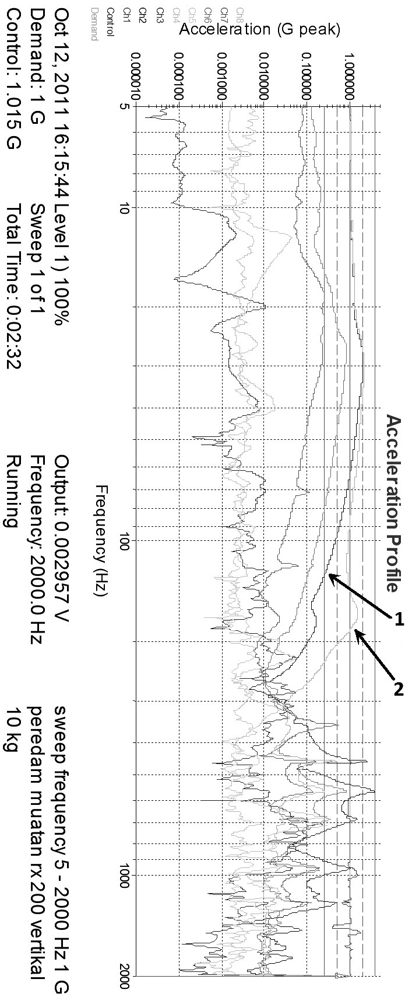 Acceleration Profile
1
2
Acceleration (G peak)
1.000000
0.100000
0.010000
0.001000
0.000100
0.000010
5
10
100
1000
2000
Frequency (Hz)
Ch8
Ch7
Ch6
Ch5
Ch4
Ch3
Ch2
Ch1
Control
Demand
Oct 12, 2011 16:15:44 Level 1 ) 100%
Output: 0.002957 V
sweep frequency 5 - 2000 Hz 1 G
Demand: 1 G
Sweep 1 of 1
Frequency: 2000.0 Hz
peredam muatan rx 200 vertikal
Control: 1.015 G
Total Time: 0:02:32
Running
10 kg